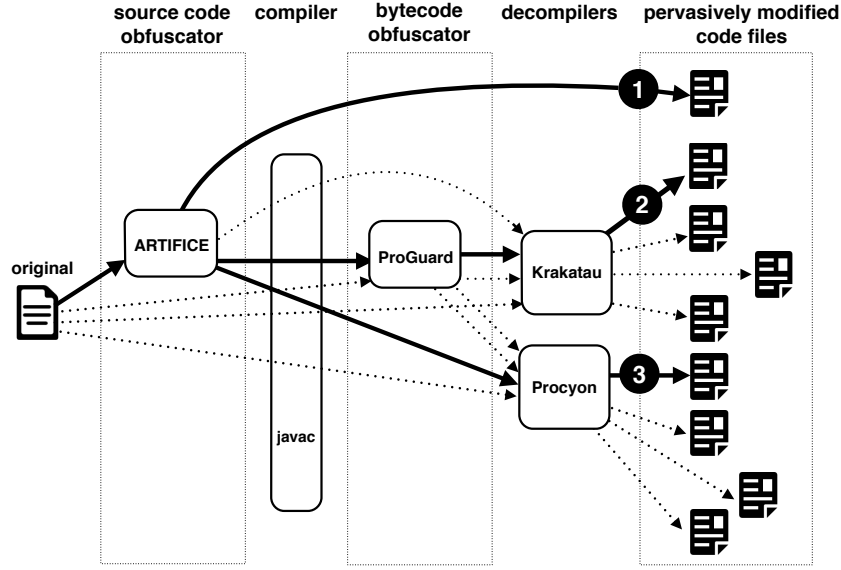 source code
obfuscator
compiler
bytecode
obfuscator
decompilers
pervasively modified
code files
1
2
ARTIFICE
ProGuard
Krakatau
original
3
Procyon
javac